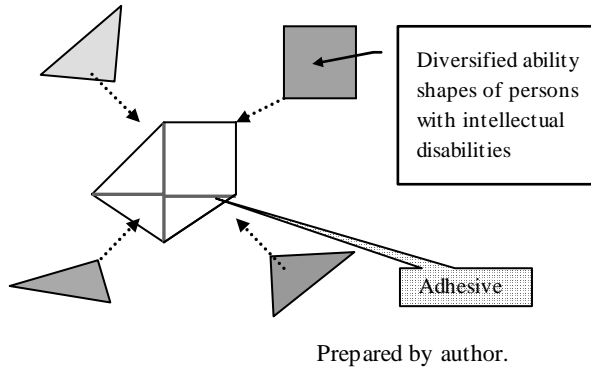 Diversified ability
shapes of persons
with intellectual
disabilities
Adhesive
Prepared by author.